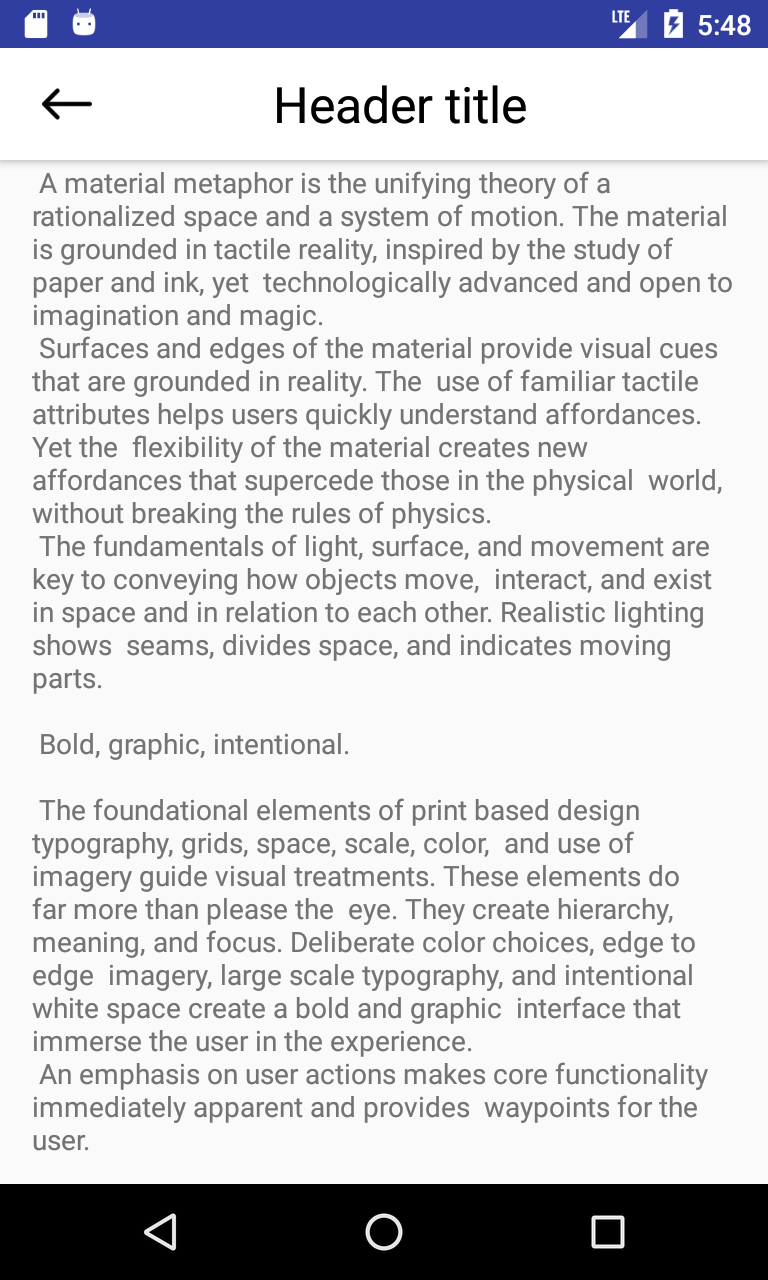 LTE 5:48
Header title
A material metaphor is the unifying theory of a
rationalized space and a system of motion. The material
is grounded in tactile reality, inspired by the study of
paper and ink, yet  technologically advanced and open to
imagination and magic.
Surfaces and edges of the material provide visual cues
that are grounded in reality. The  use of familiar tactile
attributes helps users quickly understand affordances.
Yet the  flexibility of the material creates new
affordances that supercede those in the physical  world,
without breaking the rules of physics.
The fundamentals of light, surface, and movement are
key to conveying how objects move,  interact, and exist
in space and in relation to each other. Realistic lighting
shows  seams, divides space, and indicates moving
parts.
Bold, graphic, intentional.
The foundational elements of print based design
typography, grids, space, scale, color,  and use of
imagery guide visual treatments. These elements do
far more than please the  eye. They create hierarchy,
meaning, and focus. Deliberate color choices, edge to
edge  imagery, large scale typography, and intentional
white space create a bold and graphic  interface that
immerse the user in the experience.
An emphasis on user actions makes core functionality
immediately apparent and provides  waypoints for the
user.